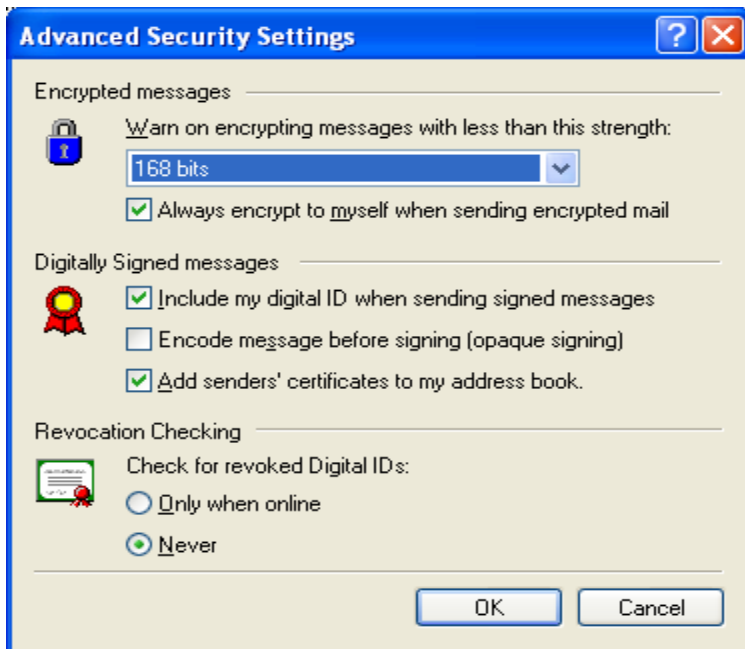 Advanced Security Settings
Encrypted messages
Warn on encrypting messages with less than this strength:
168 bits
Always encrypt to myself when sending encrypted mail
Digitally Signed messages
Include my digital ID when sending signed messages
Encode message before signing (opaque signing)
Add senders' certificates to my address book.
Revocation Checking
Check for revoked Digital IDs:
Only when online
Never
OK Cancel